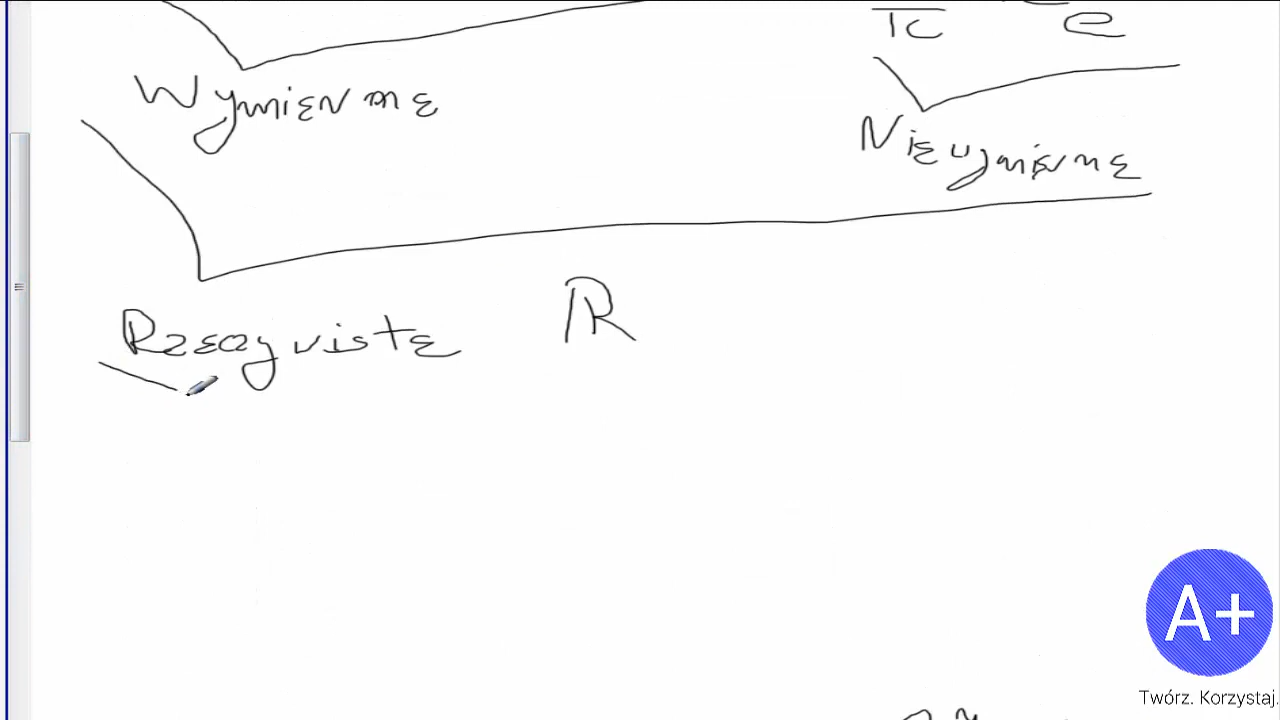 π e
Wymierne
Niewymierne
Rzeczywiste ℝ
A+
Twórz. Korzystaj.